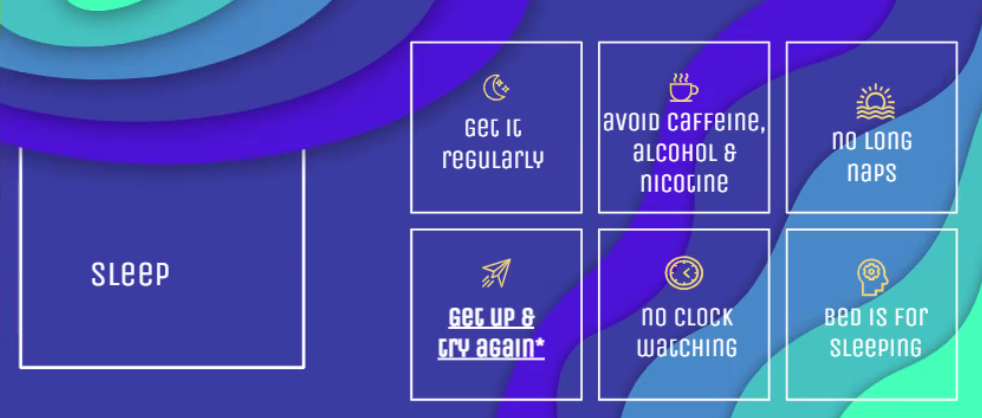 Sleep
Get it
regularly
avoid caffeine,
alcohol &
nicotine
no long
naps
Get up &
try again*
no clock
watching
Bed is for
sleeping